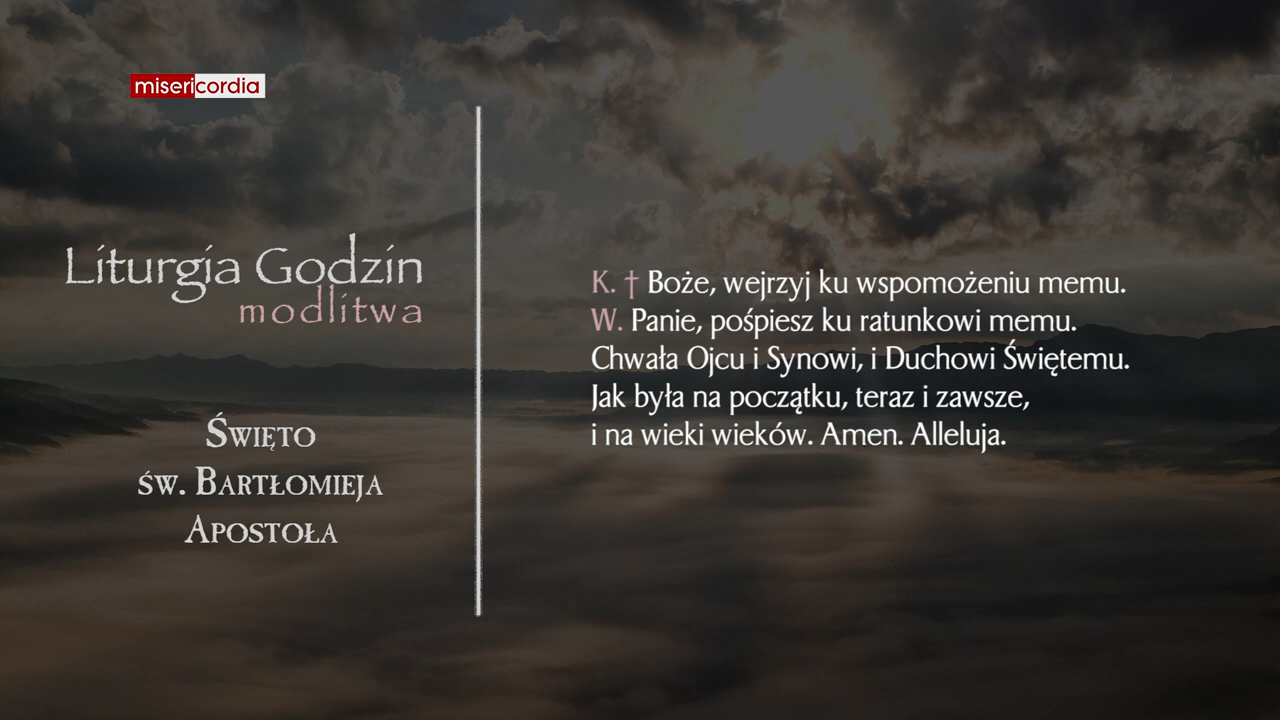 misericordia
Liturgia Godzin
modlitwa
Święto
św. Bartłomieja
Apostoła
K. † Boże, wejrzyj ku wspomożeniu memu.
W. Panie, pośpiesz ku ratunkowi memu.
Chwała Ojcu i Synowi, i Duchowi Świętemu.
Jak była na początku, teraz i zawsze,
i na wieki wieków. Amen. Alleluja.